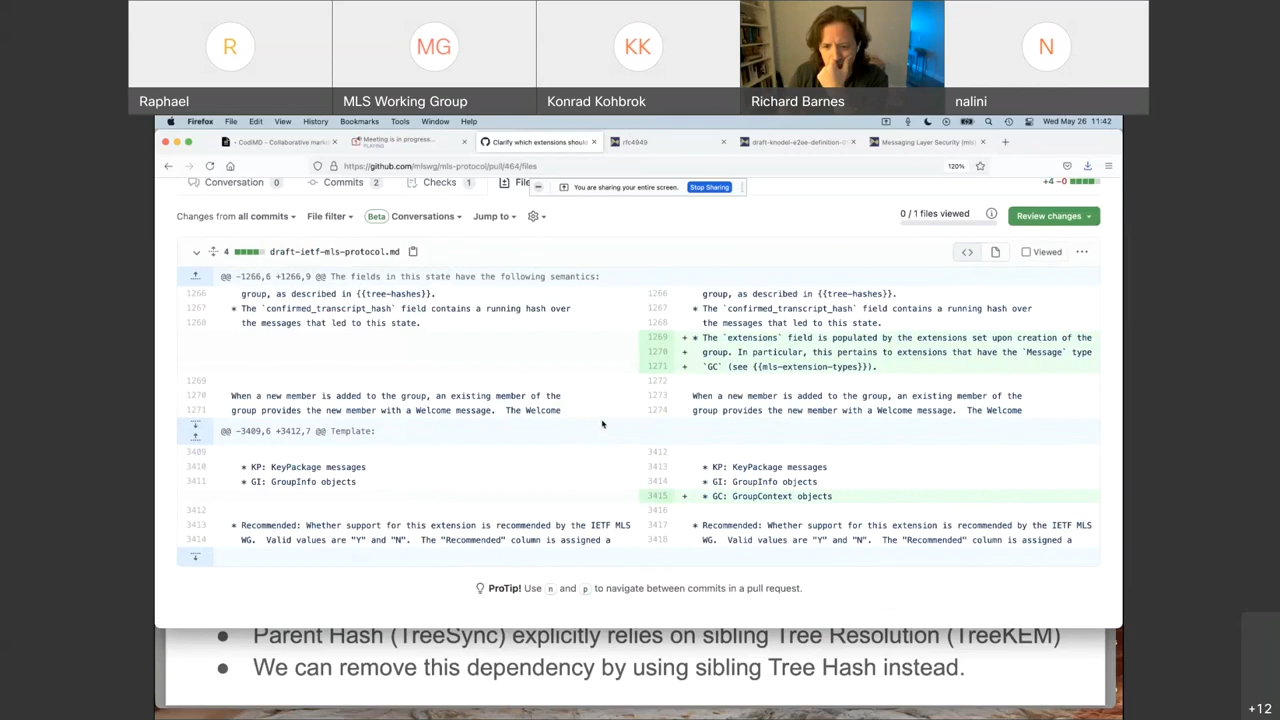 R
MG
KK
N
Raphael
MLS Working Group
Konrad Kohbrok
Richard Barnes
nalini
Firefox File Edit View History Bookmarks Tools Window Help
Wed May 26 11:42
CodiMD - Collaborative mark
Meeting is in progress...
PLAYING
Clarify which extensions should
rfc4949
draft-knodel-e2ee-definition-
Messaging Layer Security (mls
https://github.com/mlswg/mls-protocol/pull/464/files
120%
Conversation 0
Commits 2
Checks 1
File
You are sharing your entire screen.
Stop Sharing
+4 −0
Changes from all commits
File filter
Beta
Conversations
Jump to
0 / 1 files viewed
Review changes
4 draft-ietf-mls-protocol.md
Viewed
@@ -1266,6 +1266,9 @@ The fields in this state have the following semantics:
1266 group, as described in {{tree-hashes}}.
1267 * The `confirmed_transcript_hash` field contains a running hash over
1268 the messages that led to this state.
1269
1270 When a new member is added to the group, an existing member of the
1271 group provides the new member with a Welcome message. The Welcome
1266 group, as described in {{tree-hashes}}.
1267 * The `confirmed_transcript_hash` field contains a running hash over
1268 the messages that led to this state.
1269 + * The `extensions` field is populated by the extensions set upon creation of the
1270 + group. In particular, this pertains to extensions that have the `Message` type
1271 + `GC` (see {{mls-extension-types}}).
1272
1273 When a new member is added to the group, an existing member of the
1274 group provides the new member with a Welcome message. The Welcome
@@ -3409,6 +3412,7 @@ Template:
3409
3410 * KP: KeyPackage messages
3411 * GI: GroupInfo objects
3412
3413 * Recommended: Whether support for this extension is recommended by the IETF MLS
3414 WG. Valid values are "Y" and "N". The "Recommended" column is assigned a
3412
3413 * KP: KeyPackage messages
3414 * GI: GroupInfo objects
3415 + * GC: GroupContext objects
3416
3417 * Recommended: Whether support for this extension is recommended by the IETF MLS
3418 WG. Valid values are "Y" and "N". The "Recommended" column is assigned a
ProTip! Use n and p to navigate between commits in a pull request.
● Parent Hash (TreeSync) explicitly relies on sibling Tree Resolution (TreeKEM)
● We can remove this dependency by using sibling Tree Hash instead.
+12